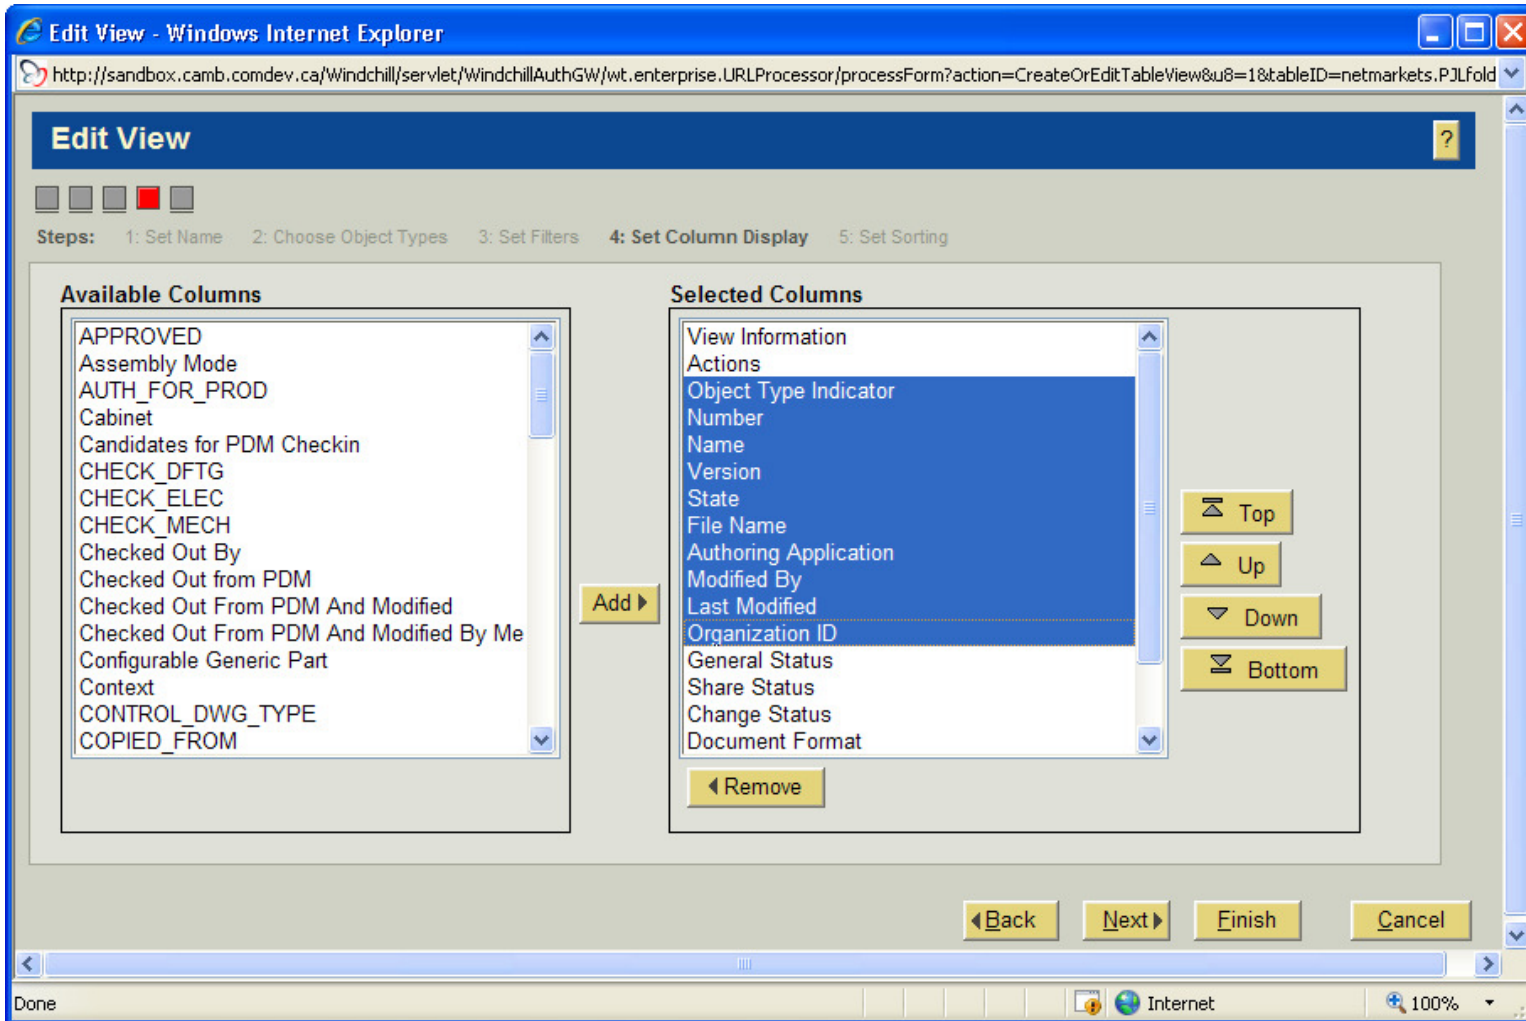 Edit View - Windows Internet Explorer
http://sandbox.camb.comdev.ca/Windchill/servlet/WindchillAuthGW/wt.enterprise.URLProcessor/processForm?action=CreateOrEditTableView&u8=1&tableID=netmarkets.PJLfold
Edit View
?
Steps: 1: Set Name 2: Choose Object Types 3: Set Filters 4: Set Column Display 5: Set Sorting
Available Columns
APPROVED
Assembly Mode
AUTH_FOR_PROD
Cabinet
Candidates for PDM Checkin
CHECK_DFTG
CHECK_ELEC
CHECK_MECH
Checked Out By
Checked Out from PDM
Checked Out From PDM And Modified
Checked Out From PDM And Modified By Me
Configurable Generic Part
Context
CONTROL_DWG_TYPE
COPIED_FROM
Add
Selected Columns
View Information
Actions
Object Type Indicator
Number
Name
Version
State
File Name
Authoring Application
Modified By
Last Modified
Organization ID
General Status
Share Status
Change Status
Document Format
Remove
Top
Up
Down
Bottom
Back Next Finish Cancel
Done Internet 100%